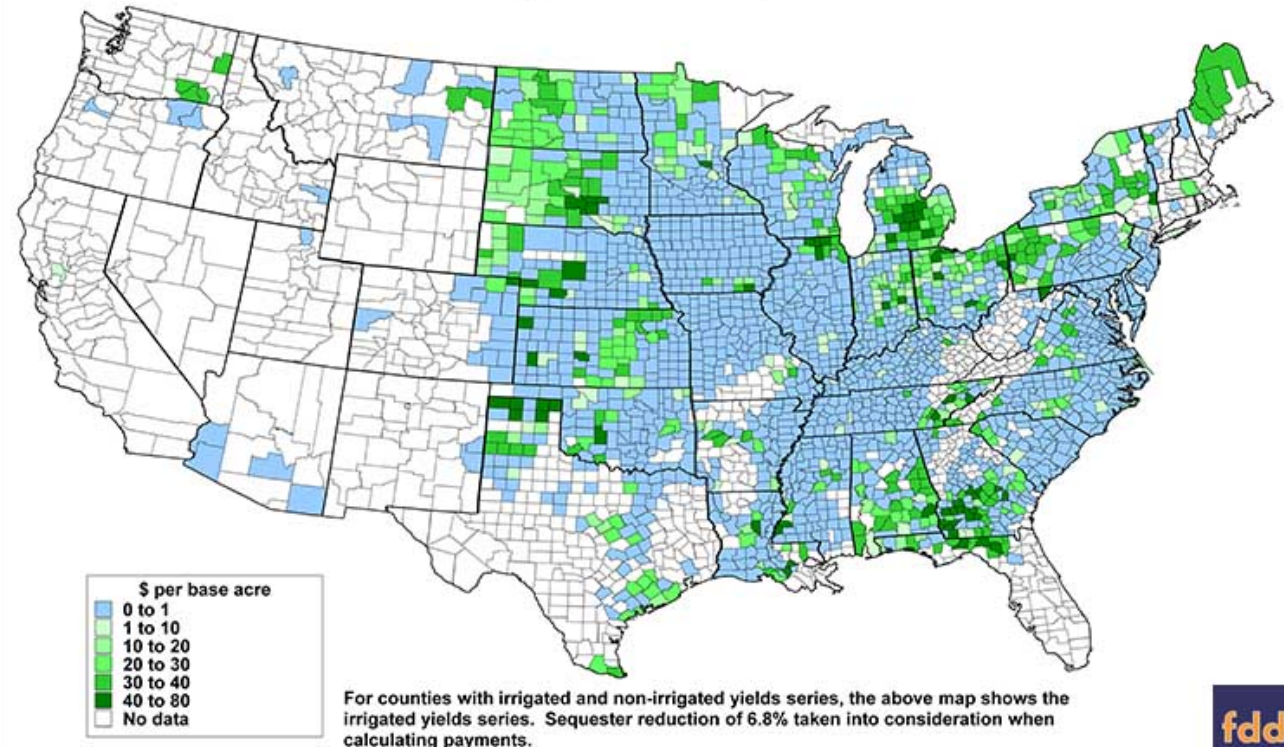 $ per base acre
0 to 1
1 to 10
10 to 20
20 to 30
30 to 40
40 to 80
No data
For counties with irrigated and non-irrigated yields series, the above map shows the
irrigated yields series. Sequester reduction of 6.8% taken into consideration when
calculating payments.
fdd